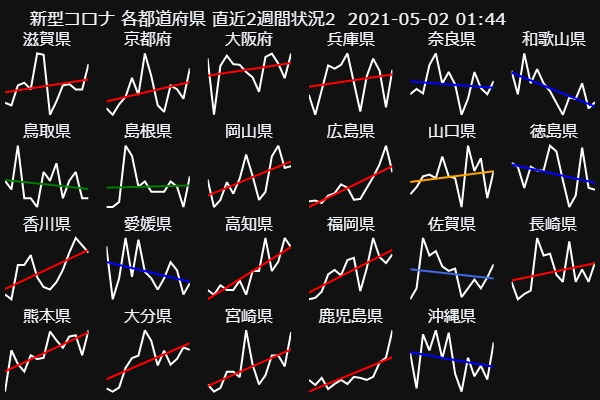 新型コロナ 各都道府県 直近2週間状況2 2021-05-02 01:44
滋賀県 京都府 大阪府 兵庫県 奈良県 和歌山県
鳥取県 島根県 岡山県 広島県 山口県 徳島県
香川県 愛媛県 高知県 福岡県 佐賀県 長崎県
熊本県 大分県 宮崎県 鹿児島県 沖縄県